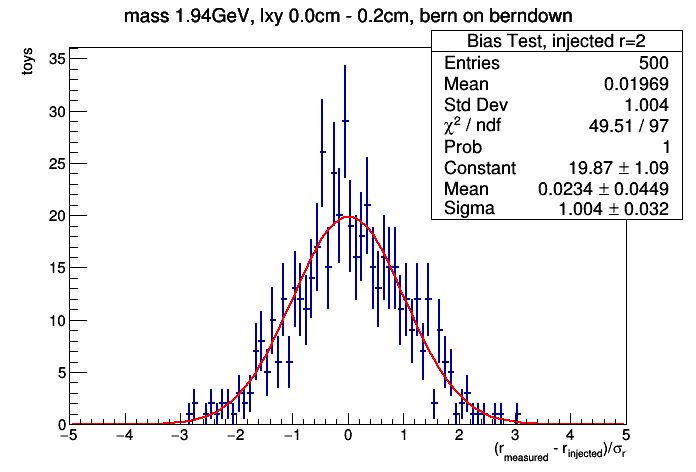 mass 1.94GeV, lxy 0.0cm - 0.2cm, bern on berndown
toys
Bias Test, injected r=2
Entries 500
Mean 0.01969
Std Dev 1.004
χ² / ndf 49.51 / 97
Prob 1
Constant 19.87 ± 1.09
Mean 0.0234 ± 0.0449
Sigma 1.004 ± 0.032
35
30
25
20
15
10
5
0
−5 −4 −3 −2 −1 0 1 2 3 4 5
(r_measured - r_injected)/σ_r